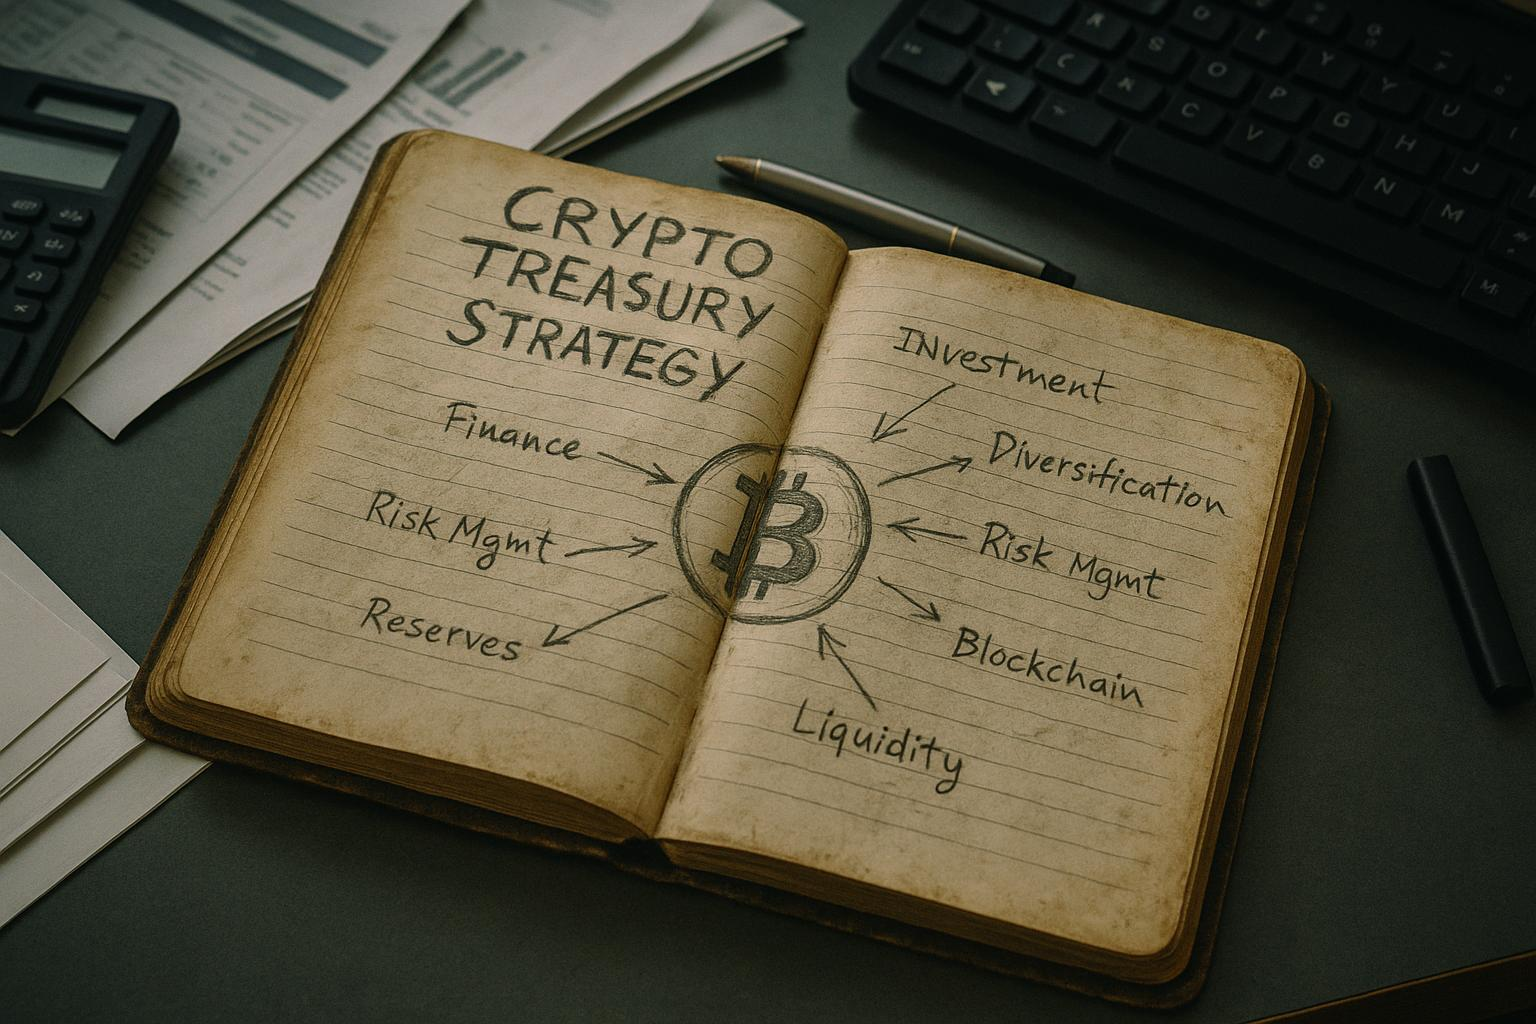 CRYPTO
TREASURY
STRATEGY
Finance
Risk Mgmt
Reserves
Investment
Diversification
Risk Mgmt
Blockchain
Liquidity